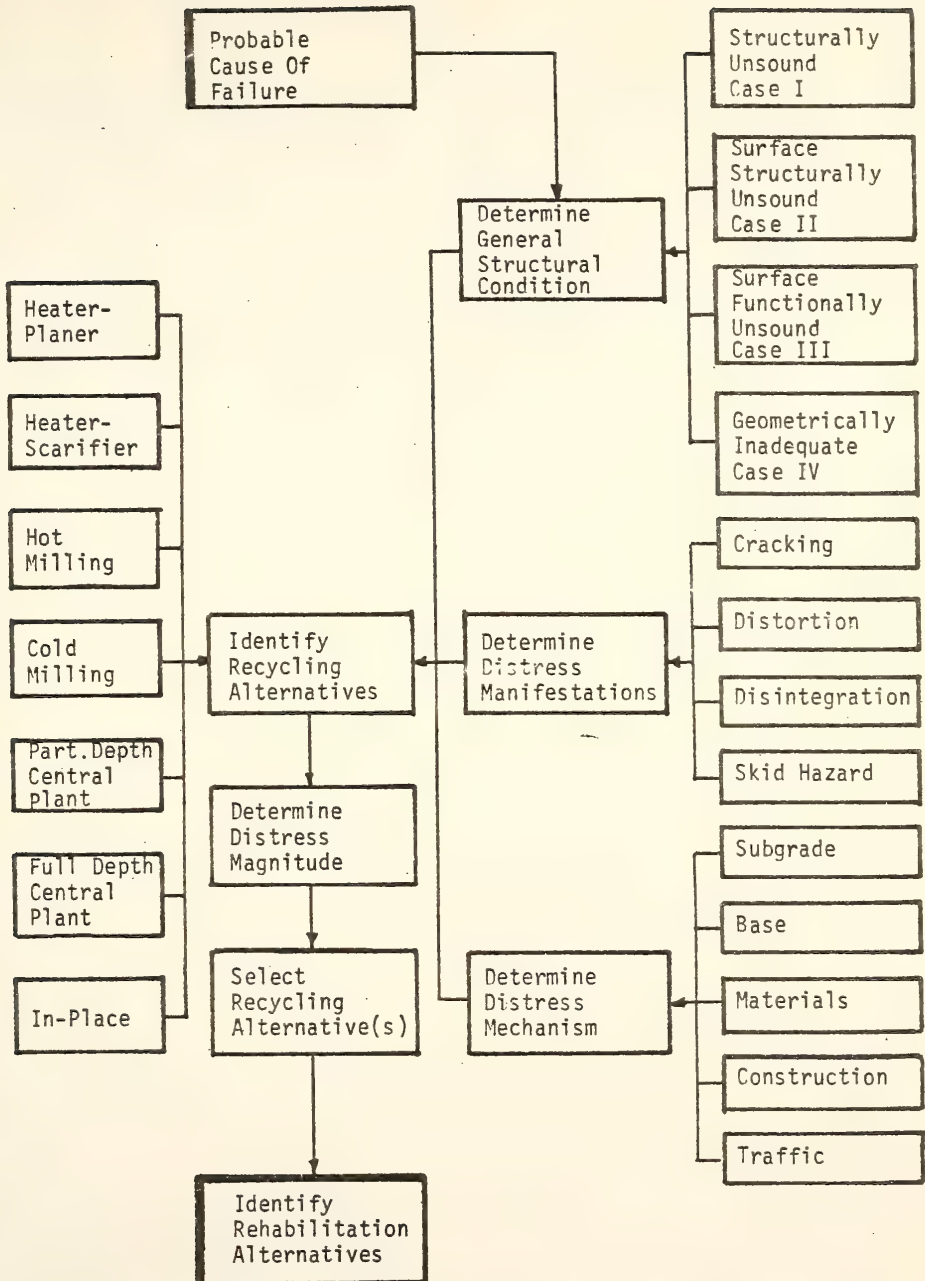 Probable
Cause Of
Failure
Structurally
Unsound
Case I
Surface
Structurally
Unsound
Case II
Determine
General
Structural
Condition
Surface
Functionally
Unsound
Case III
Geometrically
Inadequate
Case IV
Heater-
Planer
Heater-
Scarifier
Hot
Milling
Cold
Milling
Part.Depth
Central
Plant
Full Depth
Central
Plant
In-Place
Identify
Recycling
Alternatives
Determine
Distress
Magnitude
Select
Recycling
Alternative(s)
Identify
Rehabilitation
Alternatives
Determine
Distress
Manifestations
Cracking
Distortion
Disintegration
Skid Hazard
Determine
Distress
Mechanism
Subgrade
Base
Materials
Construction
Traffic